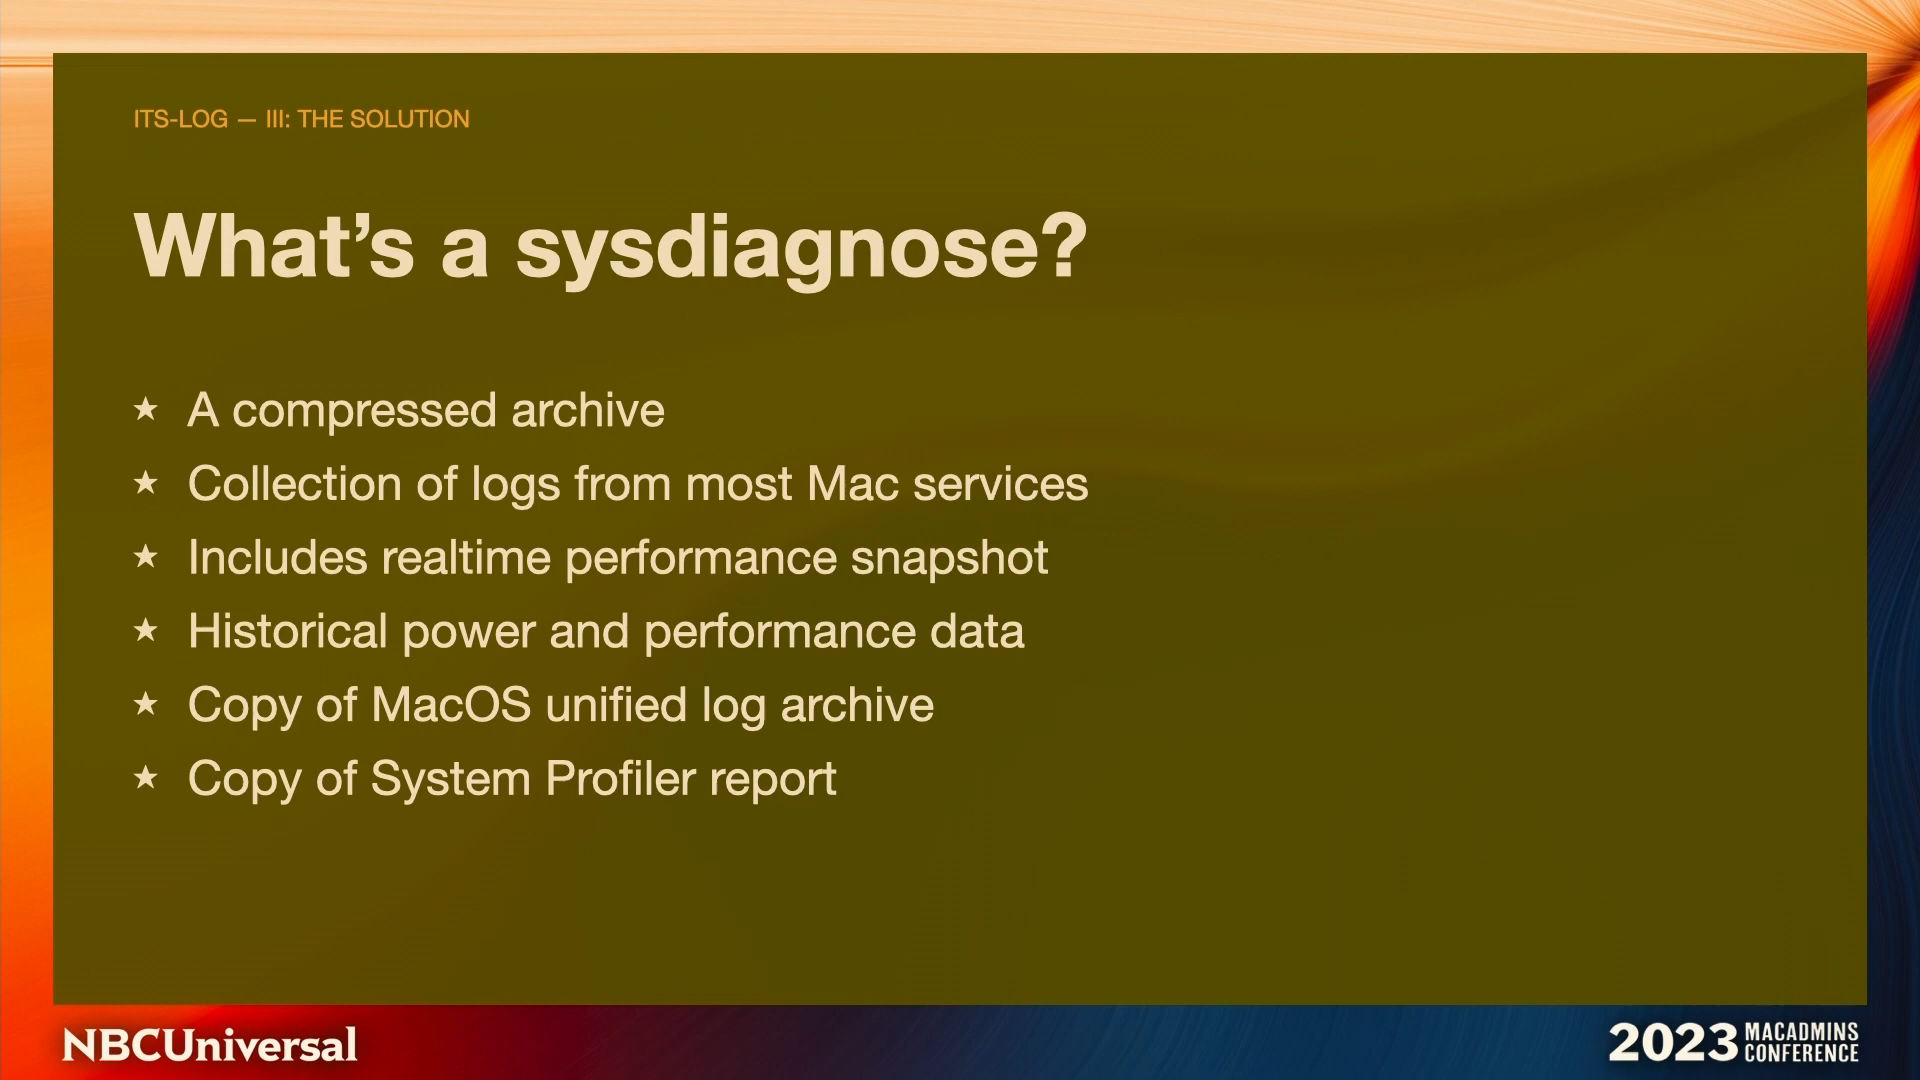 ITS-LOG — III: THE SOLUTION
What’s a sysdiagnose?
★ A compressed archive
★ Collection of logs from most Mac services
★ Includes realtime performance snapshot
★ Historical power and performance data
★ Copy of MacOS unified log archive
★ Copy of System Profiler report
NBCUniversal
2023 MACADMINS
CONFERENCE